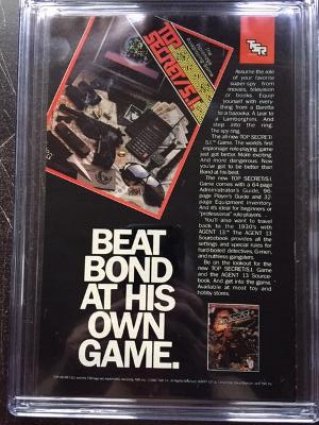 TSR
TOP
SECRET/S.I.
Assume the role
of your favorite
super-spy from
movies, television
or books. Equip
yourself with every-
thing from a Beretta
to a bazooka. A Lear to
a Lamborghini. And
step into the ring.
The spy ring.
The all-new TOP SECRET/
S.I.™ Game. The world's first
espionage role-playing game
just got better. More exciting.
And more dangerous. Now
you've got to be better than
Bond at his best.
The new TOP SECRET/S.I.
Game comes with a 64-page
Administrator's Guide, 96-
page Player's Guide and 32-
page Equipment Inventory.
And it's ideal for beginners or
"professional" role-players.
You'll also want to travel
back to the 1930's with
AGENT 13.™ The AGENT 13
Sourcebook provides all the
settings and special rules for
hard-boiled detectives, G-men,
and ruthless gangsters.
Be on the lookout for the
new TOP SECRET/S.I. Game
and the AGENT 13 Source-
book. And get into the game.
Available at most toy and
hobby stores.
BEAT
BOND
AT HIS
OWN
GAME.